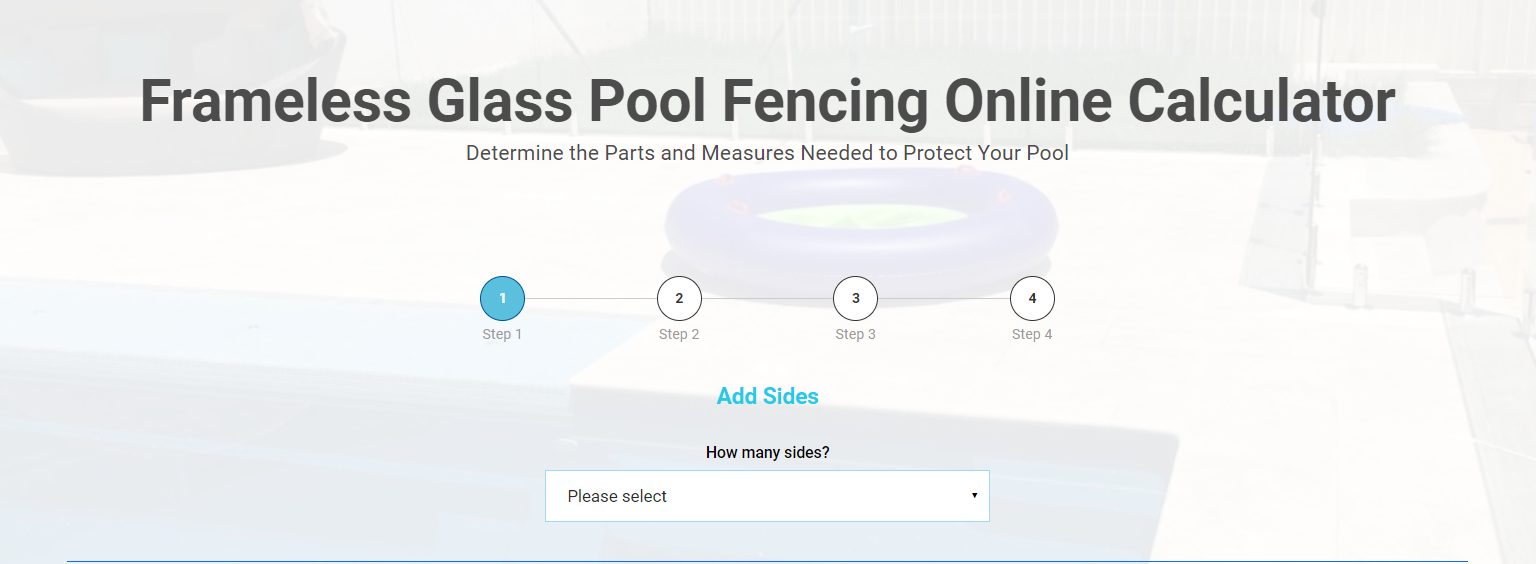 Frameless Glass Pool Fencing Online Calculator
Determine the Parts and Measures Needed to Protect Your Pool
1 2 3 4
Step 1 Step 2 Step 3 Step 4
Add Sides
How many sides?
Please select